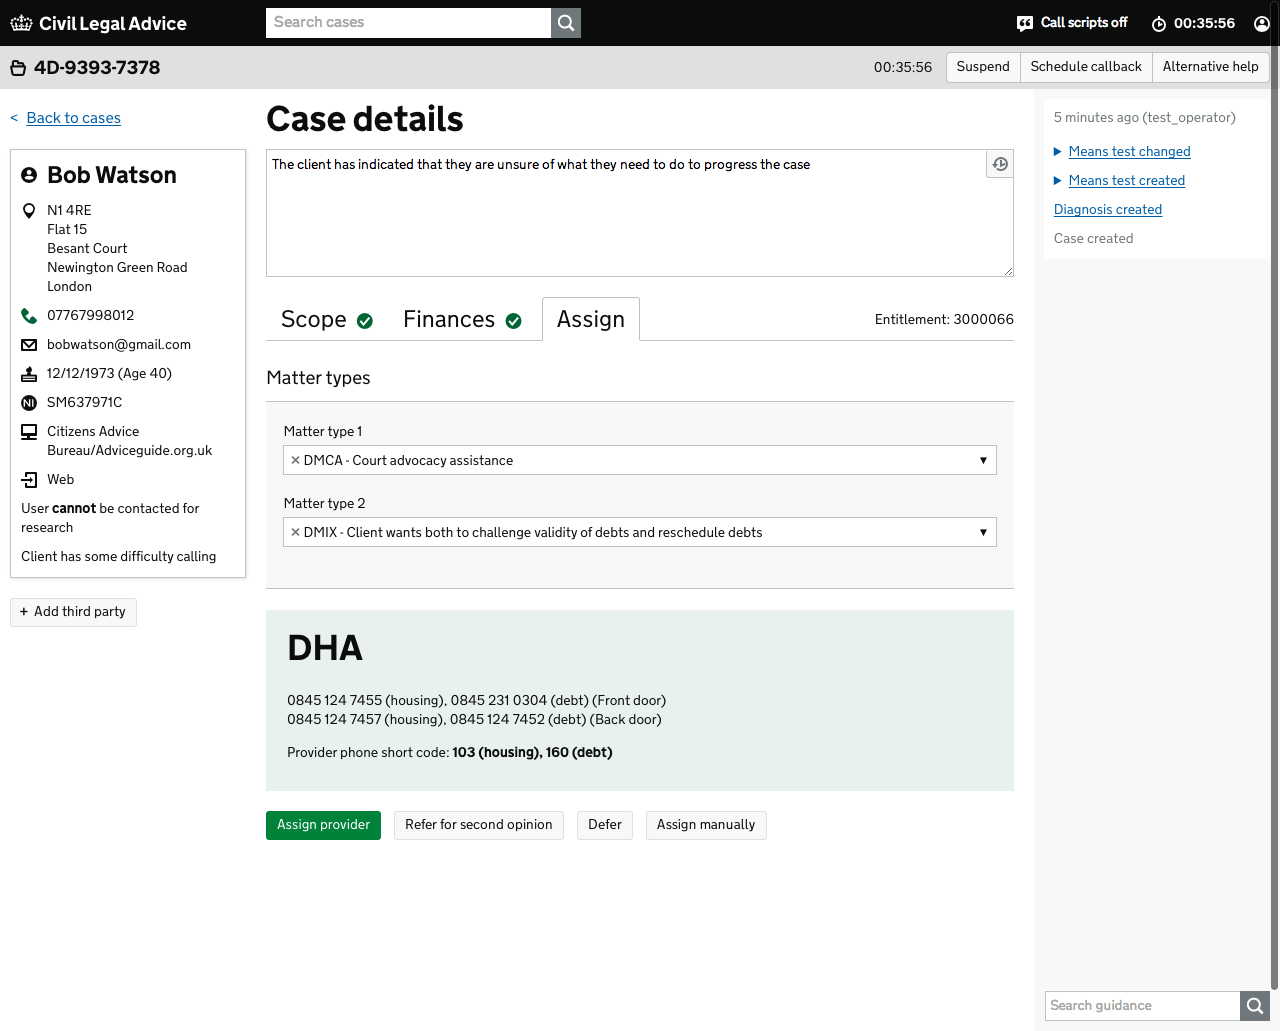 Civil Legal Advice
Search cases
Call scripts off
00:35:56
4D-9393-7378
00:35:56
Suspend
Schedule callback
Alternative help
< Back to cases
Bob Watson
N1 4RE
Flat 15
Besant Court
Newington Green Road
London
07767998012
bobwatson@gmail.com
12/12/1973 (Age 40)
NI SM637971C
Citizens Advice
Bureau/Adviceguide.org.uk
Web
User cannot be contacted for
research
Client has some difficulty calling
+ Add third party
Case details
The client has indicated that they are unsure of what they need to do to progress the case
Scope
Finances
Assign
Entitlement: 3000066
Matter types
Matter type 1
× DMCA - Court advocacy assistance
Matter type 2
× DMIX - Client wants both to challenge validity of debts and reschedule debts
DHA
0845 124 7455 (housing), 0845 231 0304 (debt) (Front door)
0845 124 7457 (housing), 0845 124 7452 (debt) (Back door)
Provider phone short code: 103 (housing), 160 (debt)
Assign provider
Refer for second opinion
Defer
Assign manually
5 minutes ago (test_operator)
Means test changed
Means test created
Diagnosis created
Case created
Search guidance